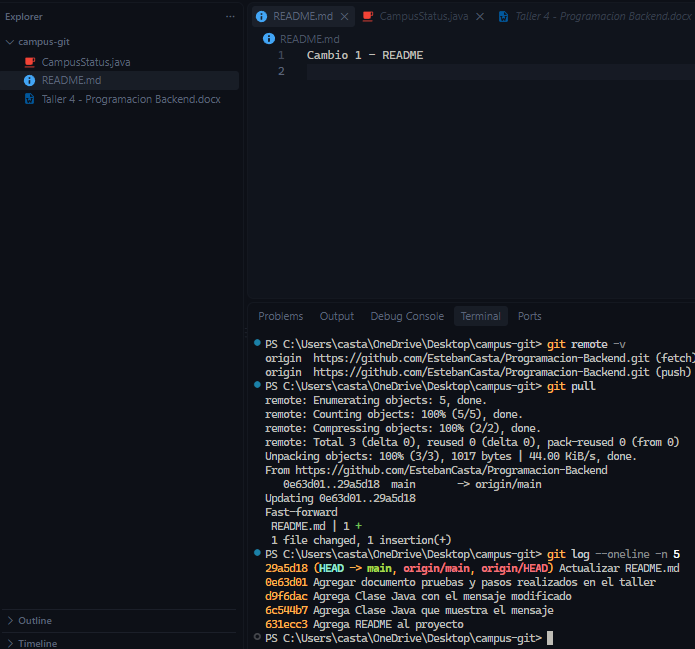 Explorer
campus-git
CampusStatus.java
README.md
Taller 4 - Programacion Backend.docx
Outline
Timeline
README.md
CampusStatus.java
Taller 4 - Programacion Backend.docx
README.md
1 Cambio 1 - README
2
Problems Output Debug Console Terminal Ports
PS C:\Users\casta\OneDrive\Desktop\campus-git> git remote -v
origin  https://github.com/EstebanCasta/Programacion-Backend.git (fetch)
origin  https://github.com/EstebanCasta/Programacion-Backend.git (push)
PS C:\Users\casta\OneDrive\Desktop\campus-git> git pull
remote: Enumerating objects: 5, done.
remote: Counting objects: 100% (5/5), done.
remote: Compressing objects: 100% (2/2), done.
remote: Total 3 (delta 0), reused 0 (delta 0), pack-reused 0 (from 0)
Unpacking objects: 100% (3/3), 1017 bytes | 44.00 KiB/s, done.
From https://github.com/EstebanCasta/Programacion-Backend
   0e63d01..29a5d18  main       -> origin/main
Updating 0e63d01..29a5d18
Fast-forward
 README.md | 1 +
 1 file changed, 1 insertion(+)
PS C:\Users\casta\OneDrive\Desktop\campus-git> git log --oneline -n 5
29a5d18 (HEAD -> main, origin/main, origin/HEAD) Actualizar README.md
0e63d01 Agregar documento pruebas y pasos realizados en el taller
d9f6dac Agrega Clase Java con el mensaje modificado
6c544b7 Agrega Clase Java que muestra el mensaje
631ecc3 Agrega README al proyecto
PS C:\Users\casta\OneDrive\Desktop\campus-git>